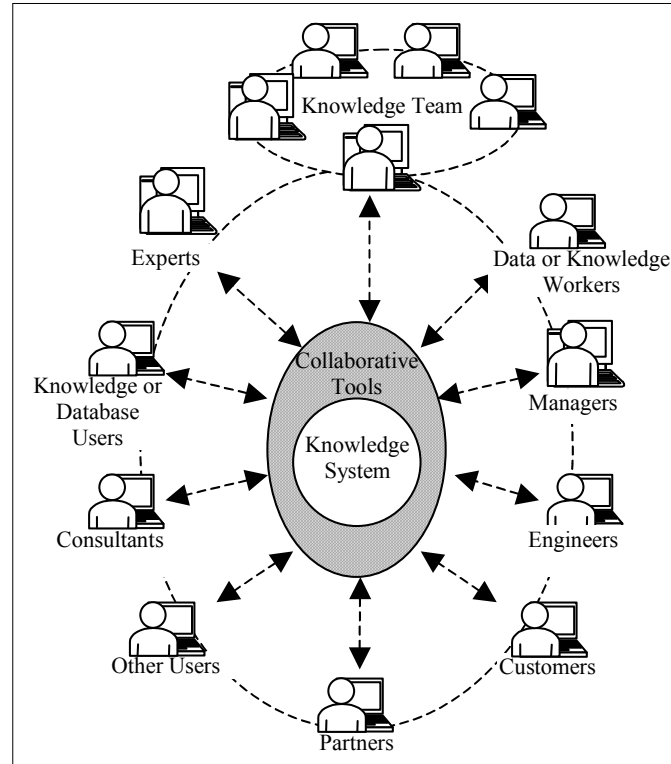 Knowledge Team
Experts
Data or Knowledge
Workers
Collaborative
Tools
Knowledge or
Database
Users
Managers
Knowledge
System
Consultants
Engineers
Other Users
Customers
Partners